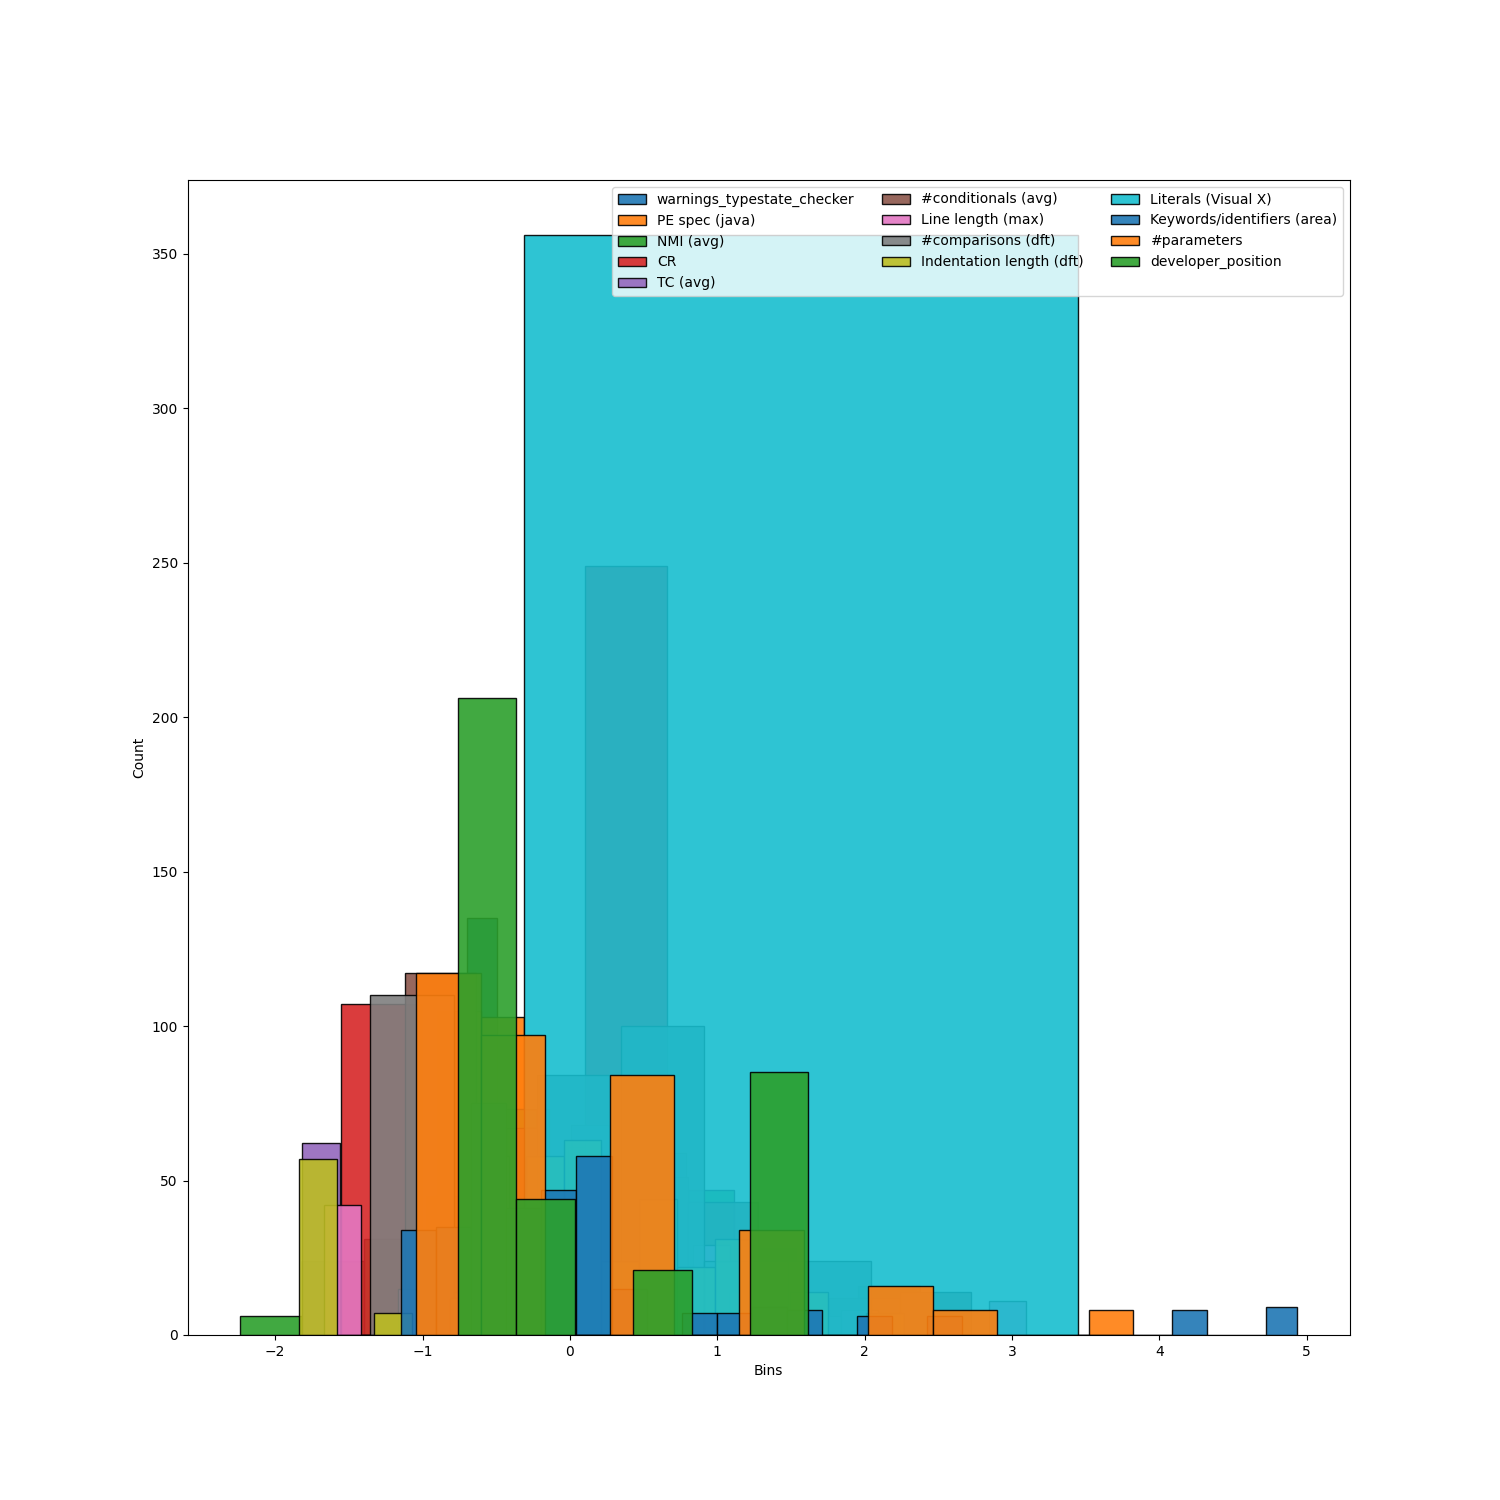 warnings_typestate_checker
PE spec (java)
NMI (avg)
CR
TC (avg)
#conditionals (avg)
Line length (max)
#comparisons (dft)
Indentation length (dft)
Literals (Visual X)
Keywords/identifiers (area)
#parameters
developer_position
350
300
250
200
150
100
50
0
Count
−2 −1 0 1 2 3 4 5
Bins